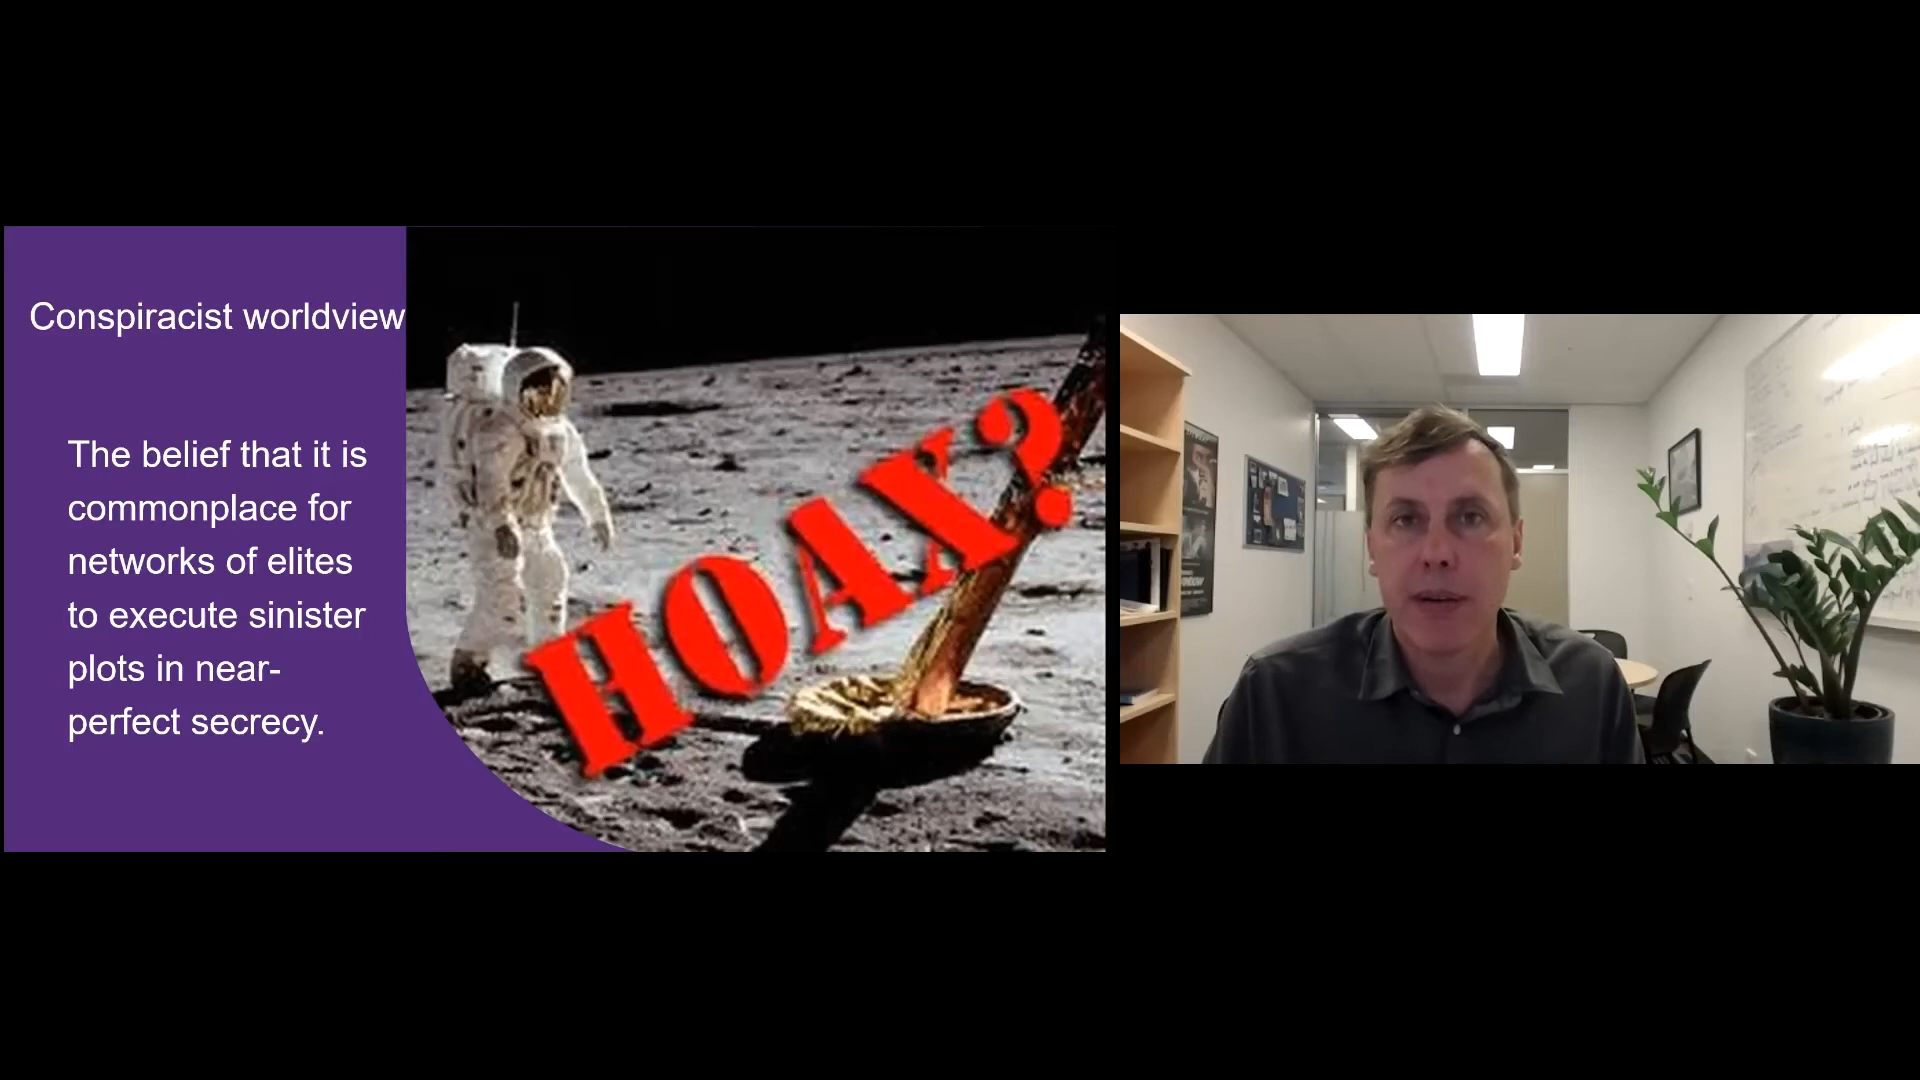 Conspiracist worldview
The belief that it is
commonplace for
networks of elites
to execute sinister
plots in near-
perfect secrecy.
HOAX?